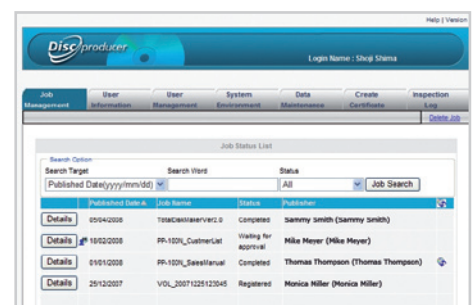 Help | Version
Disc producer
Login Name : Shoji Shima
Job Management
User Information
User Management
System Environment
Data Maintenance
Create Certificate
Inspection Log
Delete Job
Job Status List
Search Option
Search Target Search Word Status
Published Date(yyyy/mm/dd) All Job Search
Published Date Job Name Status Publisher
Details 05/04/2008 TotalDiskMakerVer2.0 Completed Sammy Smith (Sammy Smith)
Details 18/02/2008 PP-100N_CustmerList Waiting for approval Mike Meyer (Mike Meyer)
Details 01/01/2008 PP-100N_SalesManual Completed Thomas Thompson (Thomas Thompson)
Details 25/12/2007 VOL_20071225123045 Registered Monica Miller (Monica Miller)